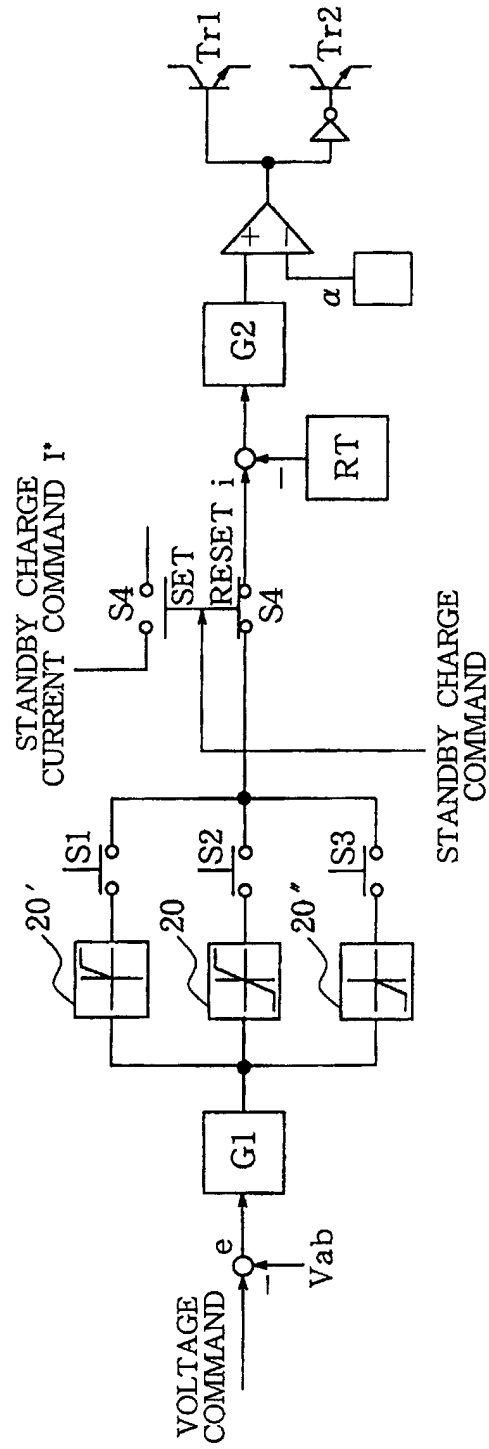 VOLTAGE
COMMAND
e
−
Vab
G1
20′
20
20″
S1
S2
S3
STANDBY CHARGE
CURRENT COMMAND I*
S4
SET
RESET
S4
i
STANDBY CHARGE
COMMAND
−
RT
G2
+
−
α
Tr1
Tr2